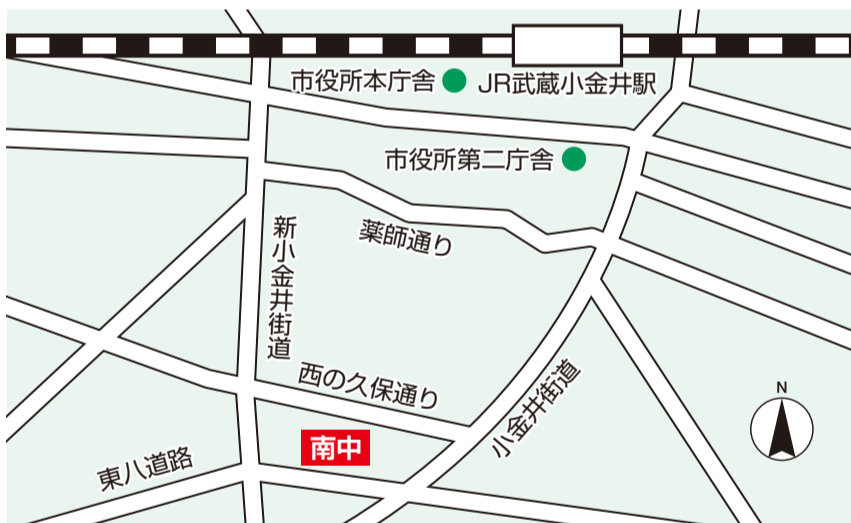 市役所本庁舎
JR武蔵小金井駅
市役所第二庁舎
薬師通り
新小金井街道
西の久保通り
小金井街道
N
南中
東八道路